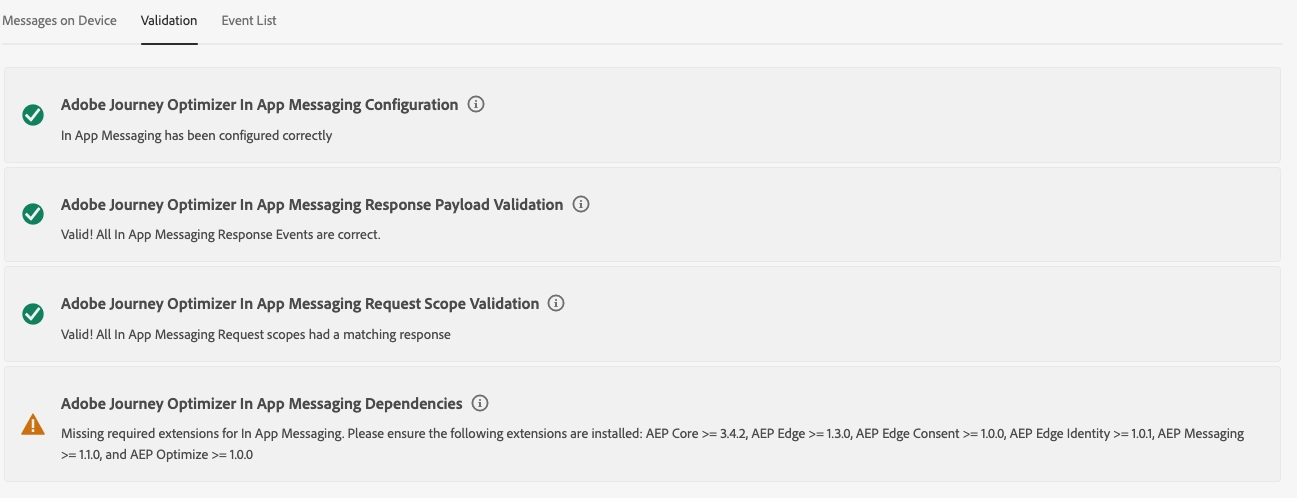 Messages on Device Validation Event List
Adobe Journey Optimizer In App Messaging Configuration
In App Messaging has been configured correctly
Adobe Journey Optimizer In App Messaging Response Payload Validation
Valid! All In App Messaging Response Events are correct.
Adobe Journey Optimizer In App Messaging Request Scope Validation
Valid! All In App Messaging Request scopes had a matching response
Adobe Journey Optimizer In App Messaging Dependencies
Missing required extensions for In App Messaging. Please ensure the following extensions are installed: AEP Core >= 3.4.2, AEP Edge >= 1.3.0, AEP Edge Consent >= 1.0.0, AEP Edge Identity >= 1.0.1, AEP Messaging
>= 1.1.0, and AEP Optimize >= 1.0.0